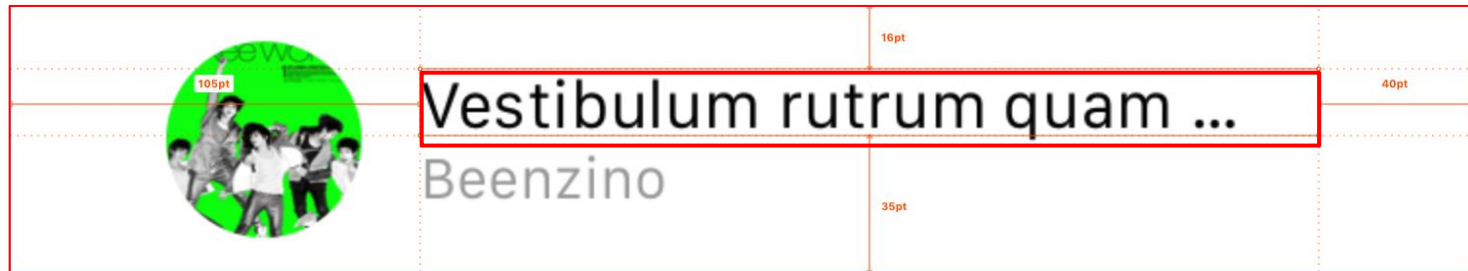 16pt
105pt
40pt
Vestibulum rutrum quam ...
Beenzino
35pt